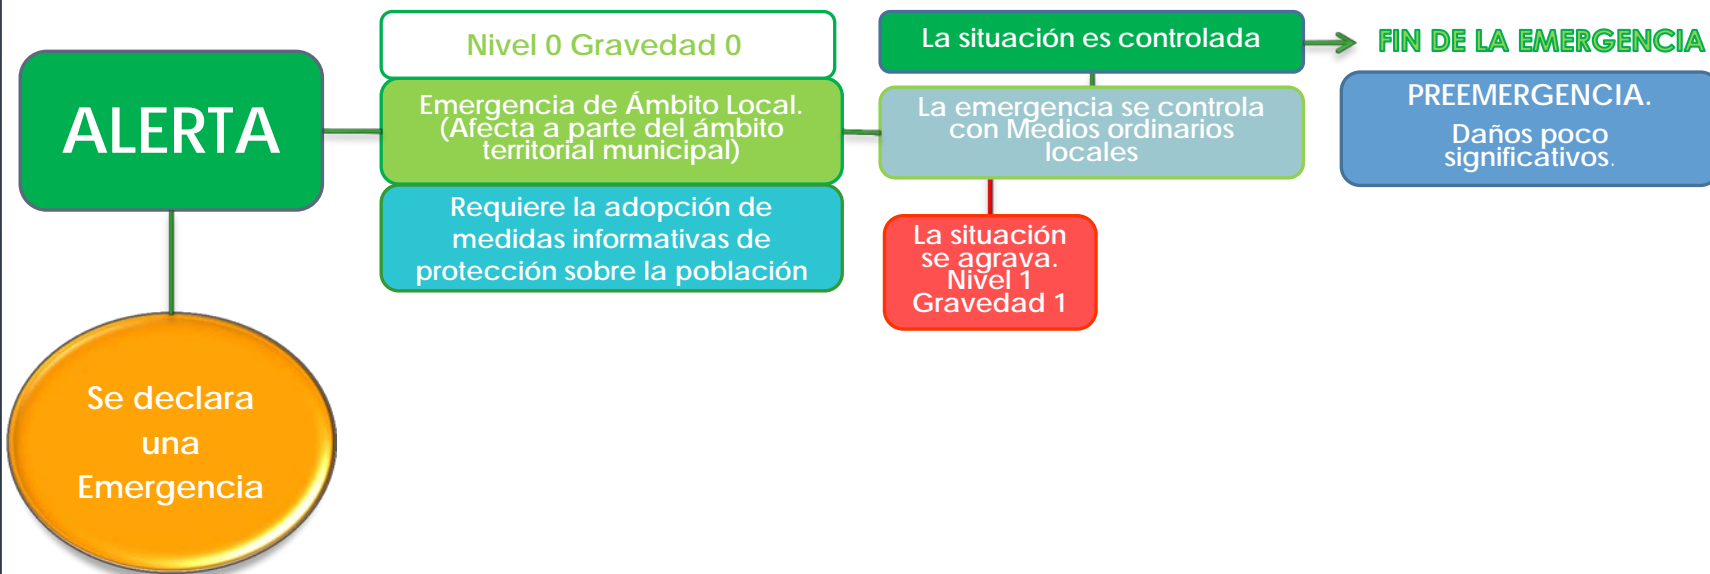 ALERTA
Se declara
una
Emergencia
Nivel 0 Gravedad 0
Emergencia de Ámbito Local.
(Afecta a parte del ámbito
territorial municipal)
Requiere la adopción de
medidas informativas de
protección sobre la población
La situación es controlada
La emergencia se controla
con Medios ordinarios
locales
La situación
se agrava.
Nivel 1
Gravedad 1
FIN DE LA EMERGENCIA
PREEMERGENCIA.
Daños poco
significativos.